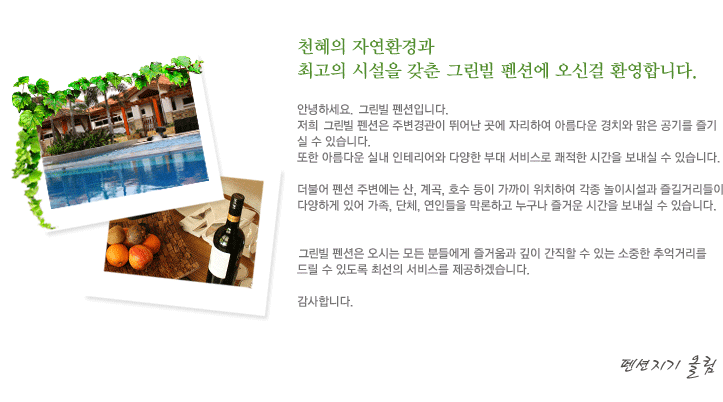 천혜의 자연환경과
최고의 시설을 갖춘 그린빌 펜션에 오신걸 환영합니다.
안녕하세요. 그린빌 펜션입니다.
저희 그린빌 펜션은 주변경관이 뛰어난 곳에 자리하여 아름다운 경치와 맑은 공기를 즐기
실 수 있습니다.
또한 아름다운 실내 인테리어와 다양한 부대 서비스로 쾌적한 시간을 보내실 수 있습니다.
더불어 펜션 주변에는 산, 계곡, 호수 등이 가까이 위치하여 각종 놀이시설과 즐길거리들이
다양하게 있어 가족, 단체, 연인들을 막론하고 누구나 즐거운 시간을 보내실 수 있습니다.
그린빌 펜션은 오시는 모든 분들에게 즐거움과 깊이 간직할 수 있는 소중한 추억거리를
드릴 수 있도록 최선의 서비스를 제공하겠습니다.
감사합니다.
펜션지기 올림